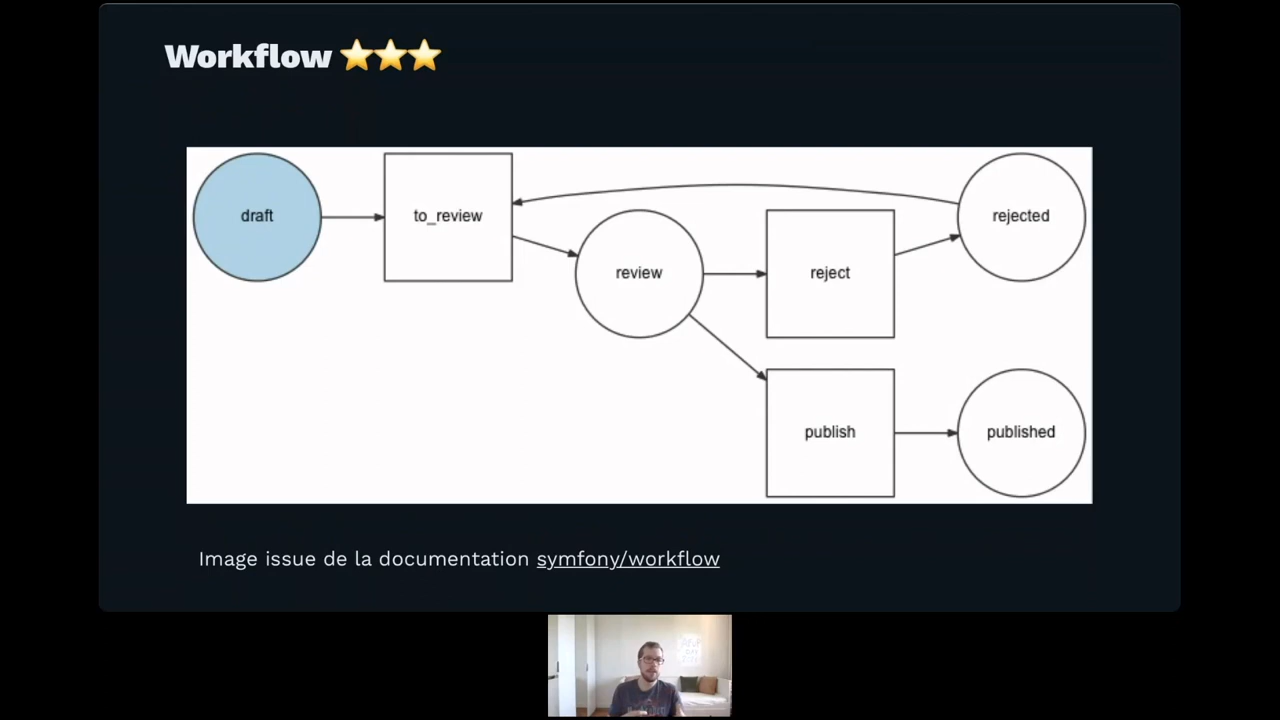 Workflow ⭐⭐⭐
draft
to_review
review
reject
rejected
publish
published
Image issue de la documentation symfony/workflow